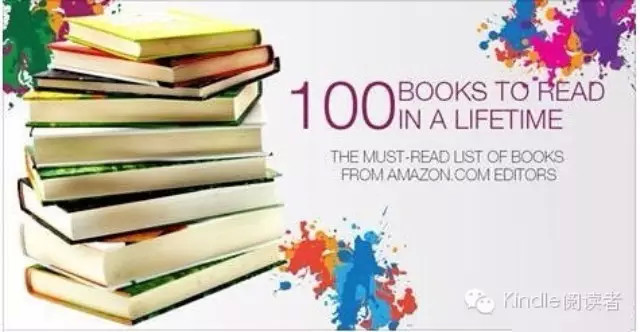 100 BOOKS TO READ
IN A LIFETIME
THE MUST-READ LIST OF BOOKS
FROM AMAZON.COM EDITORS
Kindle阅读者